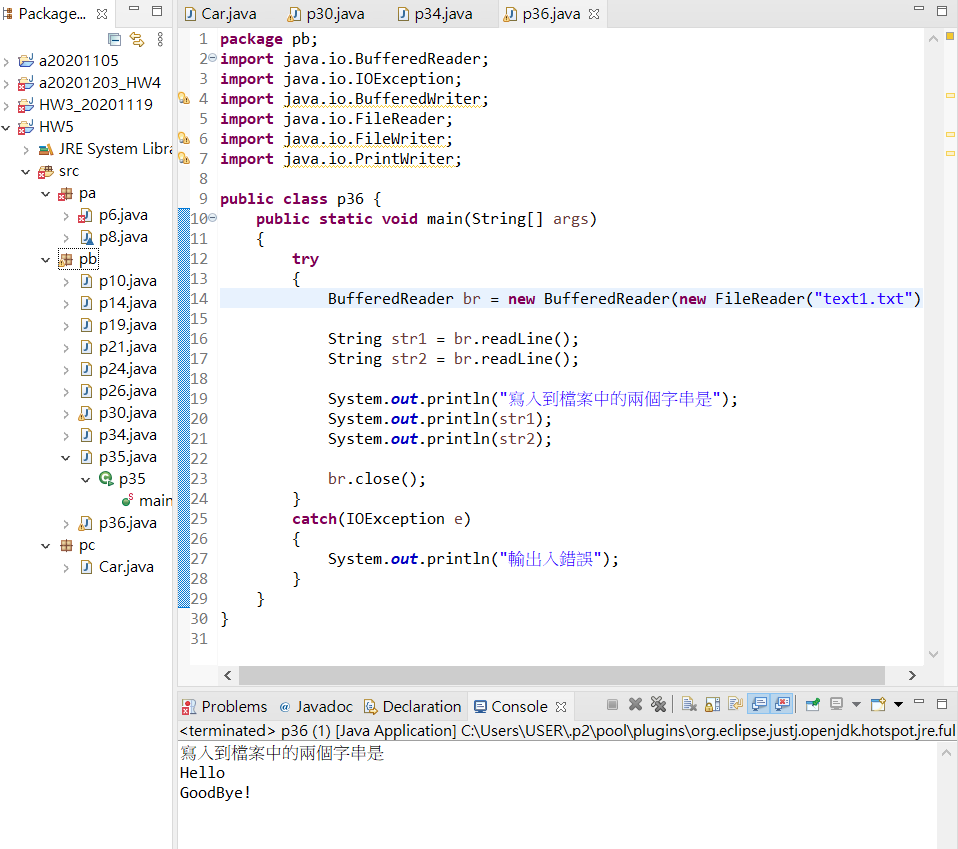 Package...
Car.java p30.java p34.java p36.java
a20201105
a20201203_HW4
HW3_20201119
HW5
JRE System Libra
src
pa
p6.java
p8.java
pb
p10.java
p14.java
p19.java
p21.java
p24.java
p26.java
p30.java
p34.java
p35.java
p35
main
p36.java
pc
Car.java
1 package pb;
2 import java.io.BufferedReader;
3 import java.io.IOException;
4 import java.io.BufferedWriter;
5 import java.io.FileReader;
6 import java.io.FileWriter;
7 import java.io.PrintWriter;
8
9 public class p36 {
10 public static void main(String[] args)
11 {
12 try
13 {
14 BufferedReader br = new BufferedReader(new FileReader("text1.txt")
15
16 String str1 = br.readLine();
17 String str2 = br.readLine();
18
19 System.out.println("寫入到檔案中的兩個字串是");
20 System.out.println(str1);
21 System.out.println(str2);
22
23 br.close();
24 }
25 catch(IOException e)
26 {
27 System.out.println("輸出入錯誤");
28 }
29 }
30 }
31
Problems @ Javadoc Declaration Console
<terminated> p36 (1) [Java Application] C:\Users\USER\.p2\pool\plugins\org.eclipse.justj.openjdk.hotspot.jre.ful
寫入到檔案中的兩個字串是
Hello
GoodBye!